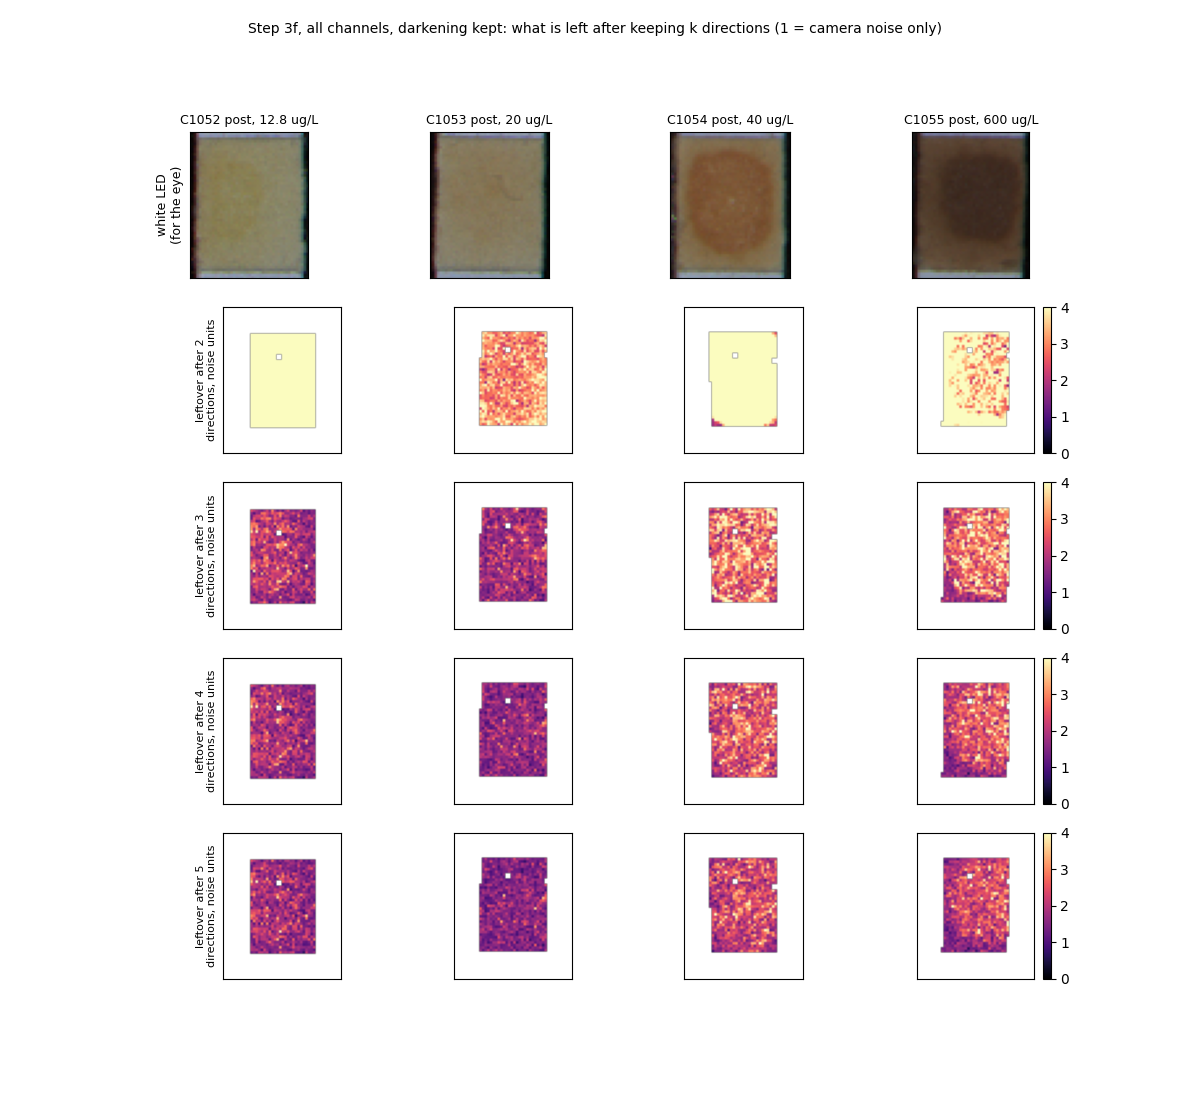 Step 3f, all channels, darkening kept: what is left after keeping k directions (1 = camera noise only)
C1052 post, 12.8 ug/L
C1053 post, 20 ug/L
C1054 post, 40 ug/L
C1055 post, 600 ug/L
white LED
(for the eye)
leftover after 2
directions, noise units
4
3
2
1
0
leftover after 3
directions, noise units
4
3
2
1
0
leftover after 4
directions, noise units
4
3
2
1
0
leftover after 5
directions, noise units
4
3
2
1
0